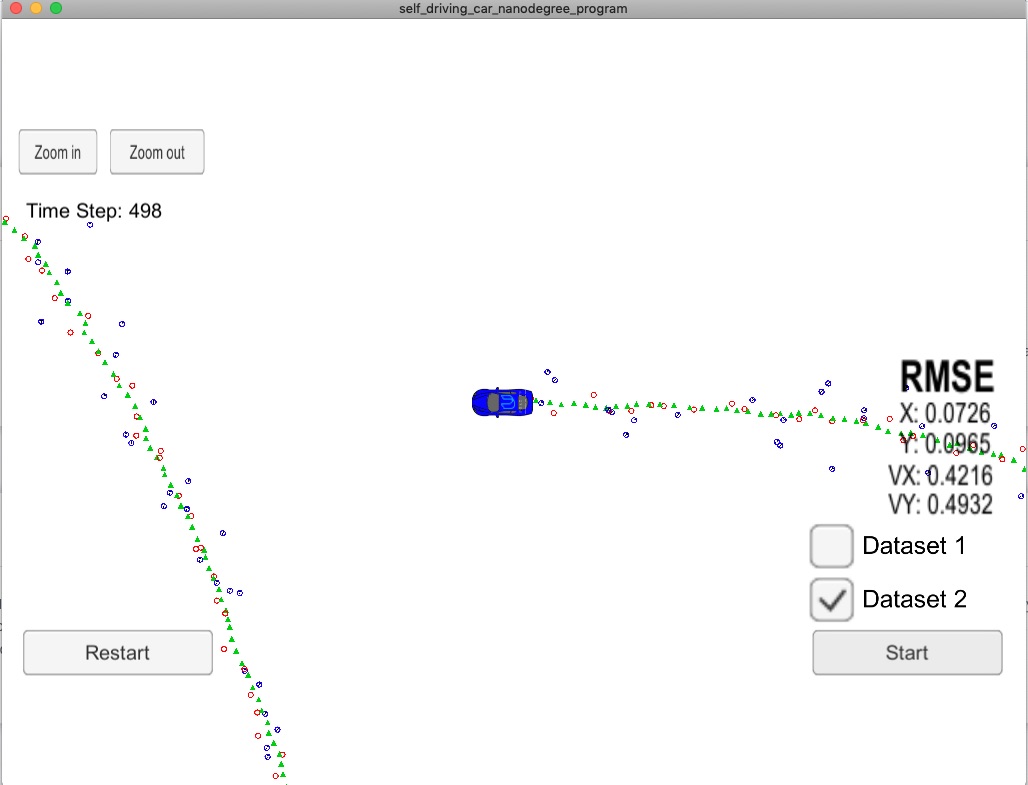 self_driving_car_nanodegree_program
Zoom in Zoom out
Time Step: 498
RMSE
X: 0.0726
Y: 0.0965
VX: 0.4216
VY: 0.4932
Dataset 1
Dataset 2
Restart Start